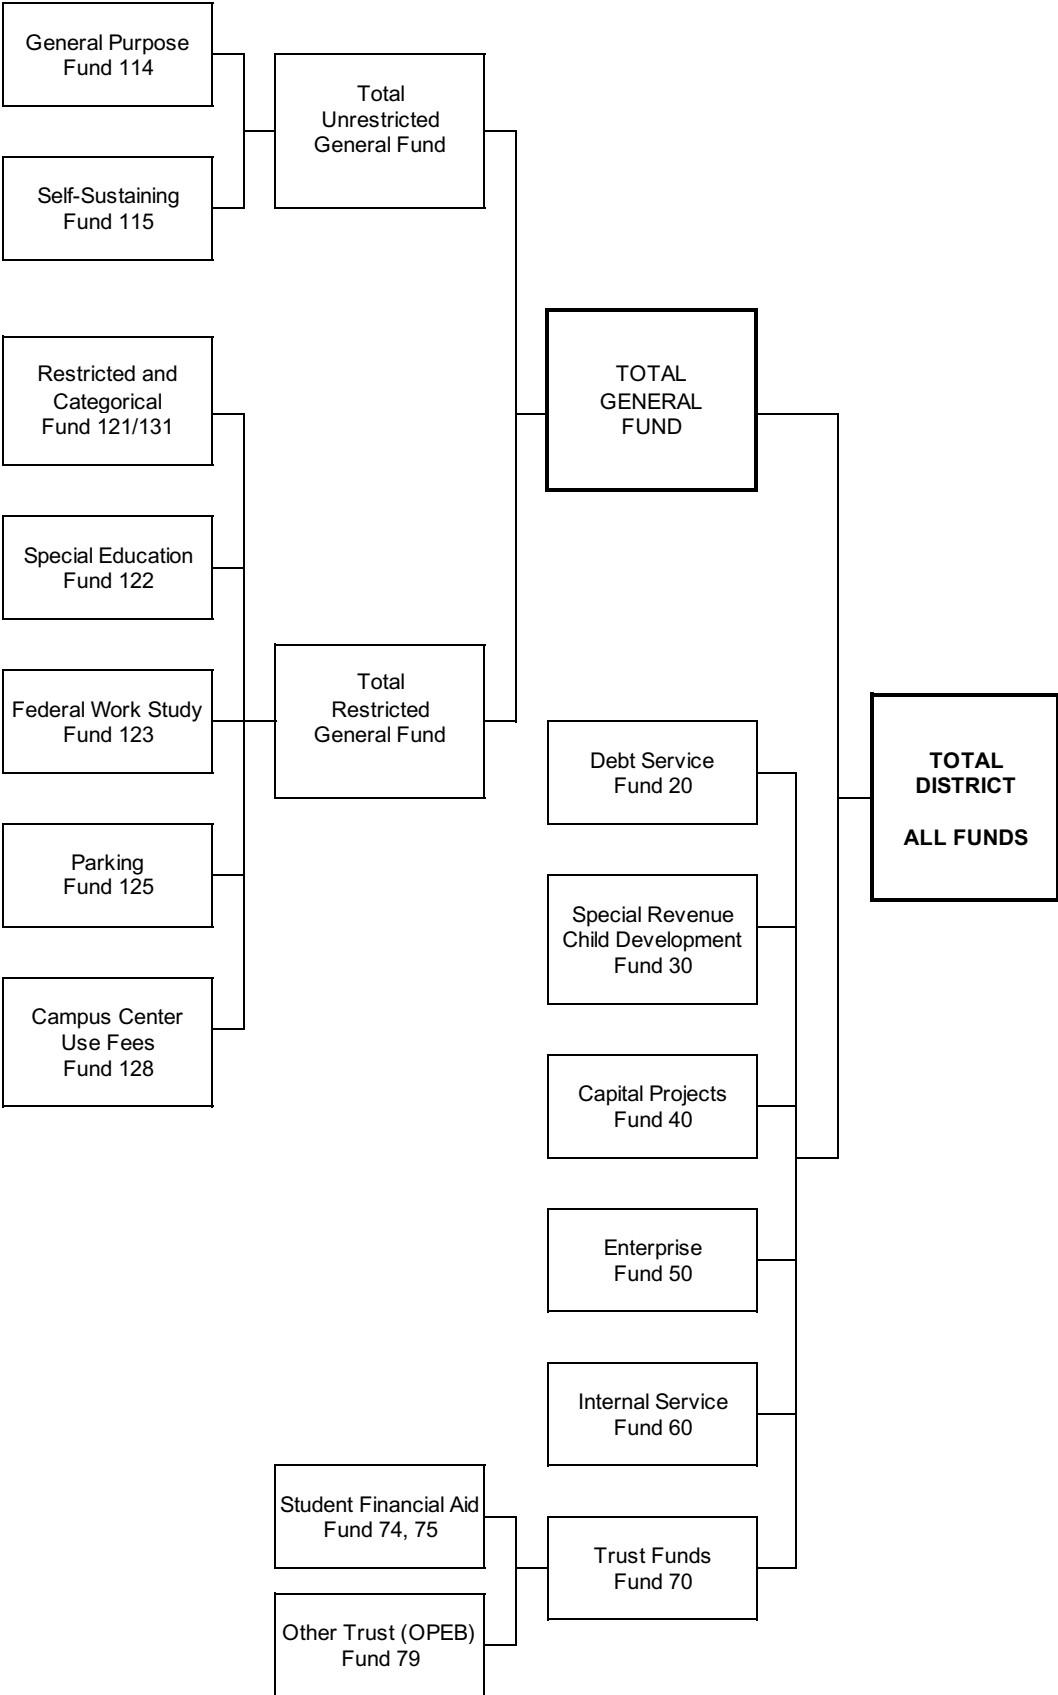 General Purpose
Fund 114
Total
Unrestricted
General Fund
Self-Sustaining
Fund 115
Restricted and
Categorical
Fund 121/131
TOTAL
GENERAL
FUND
Special Education
Fund 122
Federal Work Study
Fund 123
Total
Restricted
General Fund
Debt Service
Fund 20
TOTAL
DISTRICT
ALL FUNDS
Parking
Fund 125
Special Revenue
Child Development
Fund 30
Campus Center
Use Fees
Fund 128
Capital Projects
Fund 40
Enterprise
Fund 50
Internal Service
Fund 60
Student Financial Aid
Fund 74, 75
Trust Funds
Fund 70
Other Trust (OPEB)
Fund 79